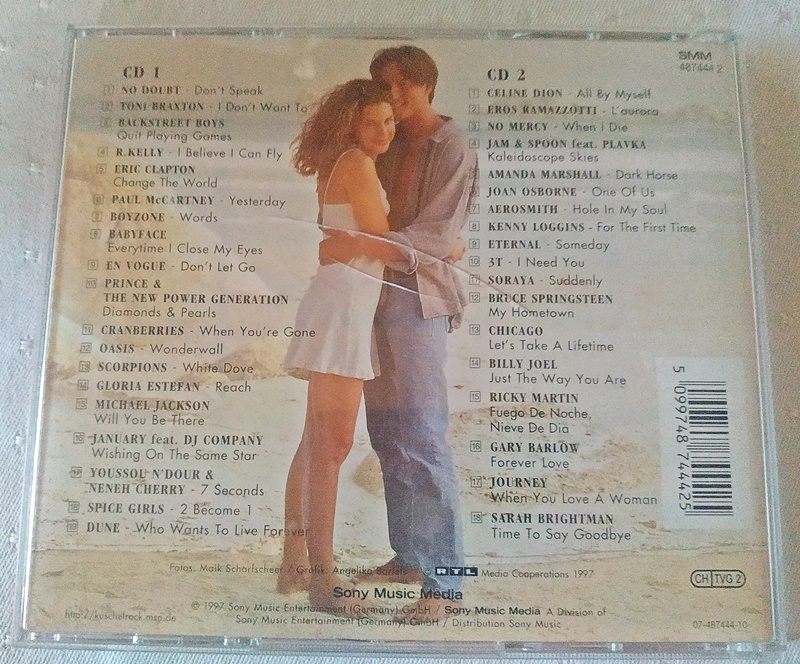 CD 1
1 NO DOUBT - Don't Speak
2 TONI BRAXTON - I Don't Want To
3 BACKSTREET BOYS
Quit Playing Games
4 R.KELLY - I Believe I Can Fly
5 ERIC CLAPTON
Change The World
6 PAUL McCARTNEY - Yesterday
7 BOYZONE - Words
8 BABYFACE
Everytime I Close My Eyes
9 EN VOGUE - Don't Let Go
10 PRINCE &
THE NEW POWER GENERATION
Diamonds & Pearls
11 CRANBERRIES - When You're Gone
12 OASIS - Wonderwall
13 SCORPIONS - White Dove
14 GLORIA ESTEFAN - Reach
15 MICHAEL JACKSON
Will You Be There
16 JANUARY feat. DJ COMPANY
Wishing On The Same Star
17 YOUSSOU N'DOUR &
NENEH CHERRY - 7 Seconds
18 SPICE GIRLS - 2 Become 1
19 DUNE - Who Wants To Live Forever
CD 2
1 CELINE DION - All By Myself
2 EROS RAMAZZOTTI - L'aurora
3 NO MERCY - When I Die
4 JAM & SPOON feat. PLAVKA
Kaleidoscope Skies
5 AMANDA MARSHALL - Dark Horse
6 JOAN OSBORNE - One Of Us
7 AEROSMITH - Hole In My Soul
8 KENNY LOGGINS - For The First Time
9 ETERNAL - Someday
10 3T - I Need You
11 SORAYA - Suddenly
12 BRUCE SPRINGSTEEN
My Hometown
13 CHICAGO
Let's Take A Lifetime
14 BILLY JOEL
Just The Way You Are
15 RICKY MARTIN
Fuego De Noche,
Nieve De Dia
16 GARY BARLOW
Forever Love
17 JOURNEY
When You Love A Woman
18 SARAH BRIGHTMAN
Time To Say Goodbye
SMM
487444 2
5 099748 744425
Fotos: Maik Scharfscheer / Grafik: Angelika Bartels
© RTL Media Cooperations 1997
CH TVG 2
Sony Music Media
© 1997 Sony Music Entertainment (Germany) GmbH / Sony Music Media A Division of
Sony Music Entertainment (Germany) GmbH / Distribution Sony Music
http://kuschelrock.msp.de
07-487444-10